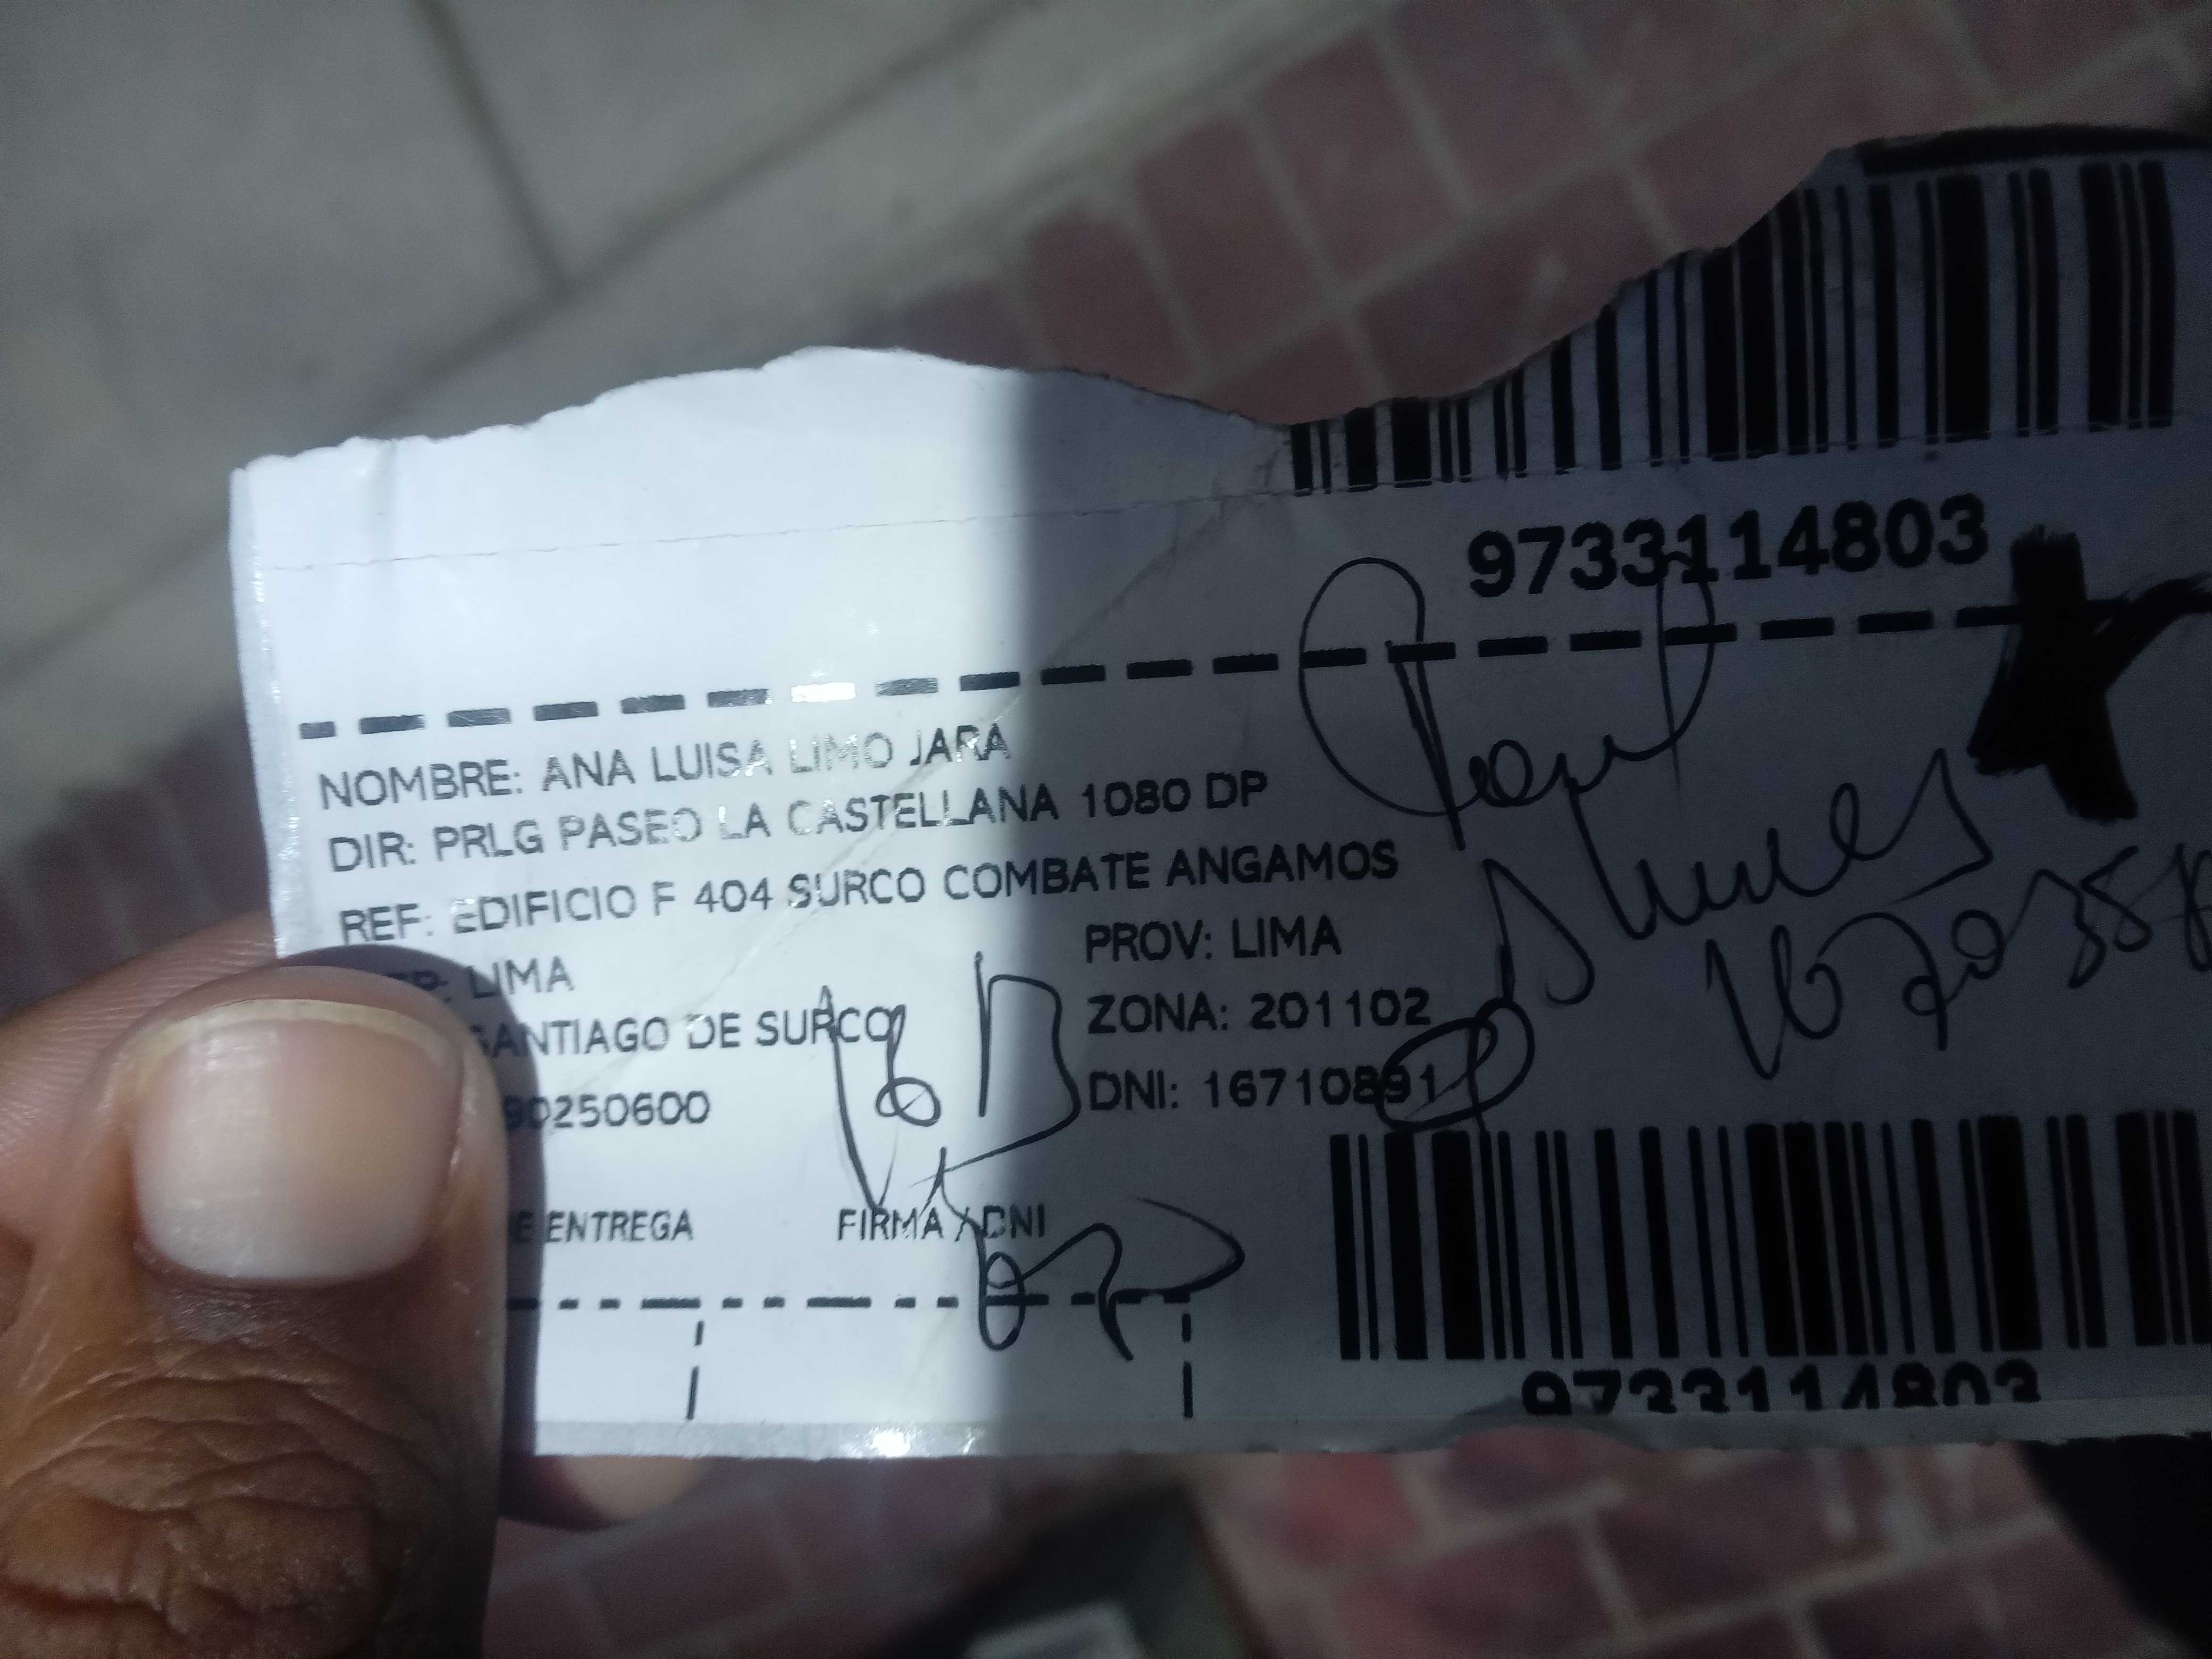 9733114803
NOMBRE: ANA LUISA LIMO JARA
DIR: PRLG PASEO LA CASTELLANA 1080 DP
REF: EDIFICIO F 404 SURCO COMBATE ANGAMOS
LIMA PROV: LIMA
SANTIAGO DE SURCO ZONA: 201102
90250600 DNI: 16710891
ENTREGA FIRMA / DNI
9733114803